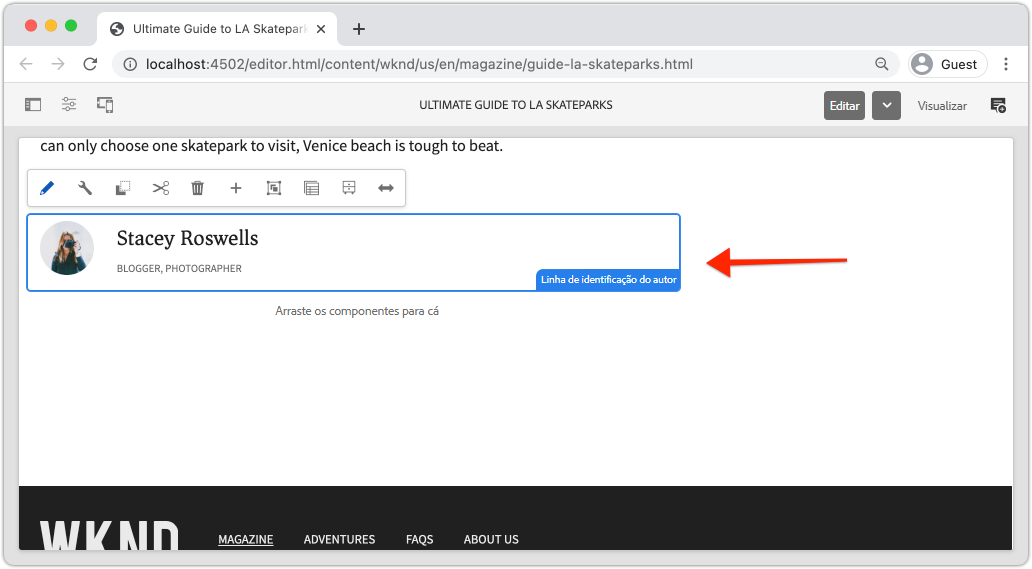 Ultimate Guide to LA Skatepark
localhost:4502/editor.html/content/wknd/us/en/magazine/guide-la-skateparks.html
Guest
ULTIMATE GUIDE TO LA SKATEPARKS
Editar
Visualizar
can only choose one skatepark to visit, Venice beach is tough to beat.
Stacey Roswells
BLOGGER, PHOTOGRAPHER
Linha de identificação do autor
Arraste os componentes para cá
WKND
MAGAZINE
ADVENTURES
FAQS
ABOUT US